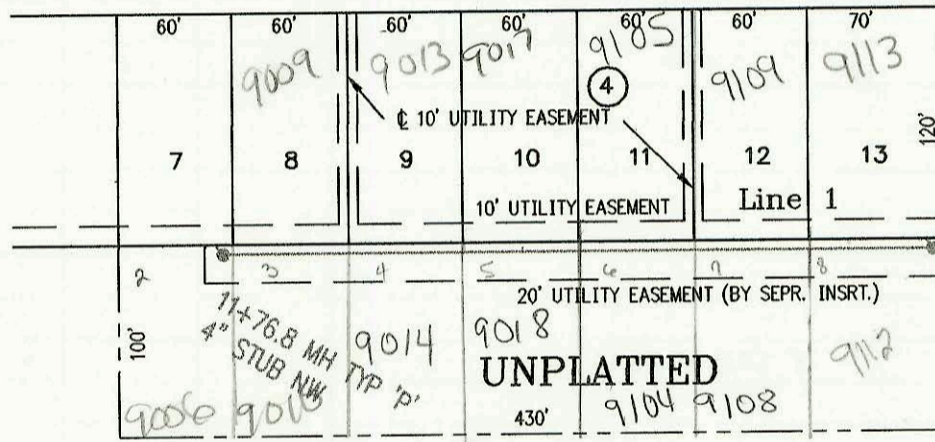 60' 60' 60' 60' 60' 60' 70'
9009 9013 9017 9185 9109 9113
4
℄ 10' UTILITY EASEMENT
120'
7 8 9 10 11 12 13
10' UTILITY EASEMENT
Line 1
2 3 4 5 6 7 8
20' UTILITY EASEMENT (BY SEPR. INSRT.)
100'
11+76.8 MH TYP 'P'
4" STUB NW
9014 9018
9112
UNPLATTED
9006 9010 430' 9104 9108